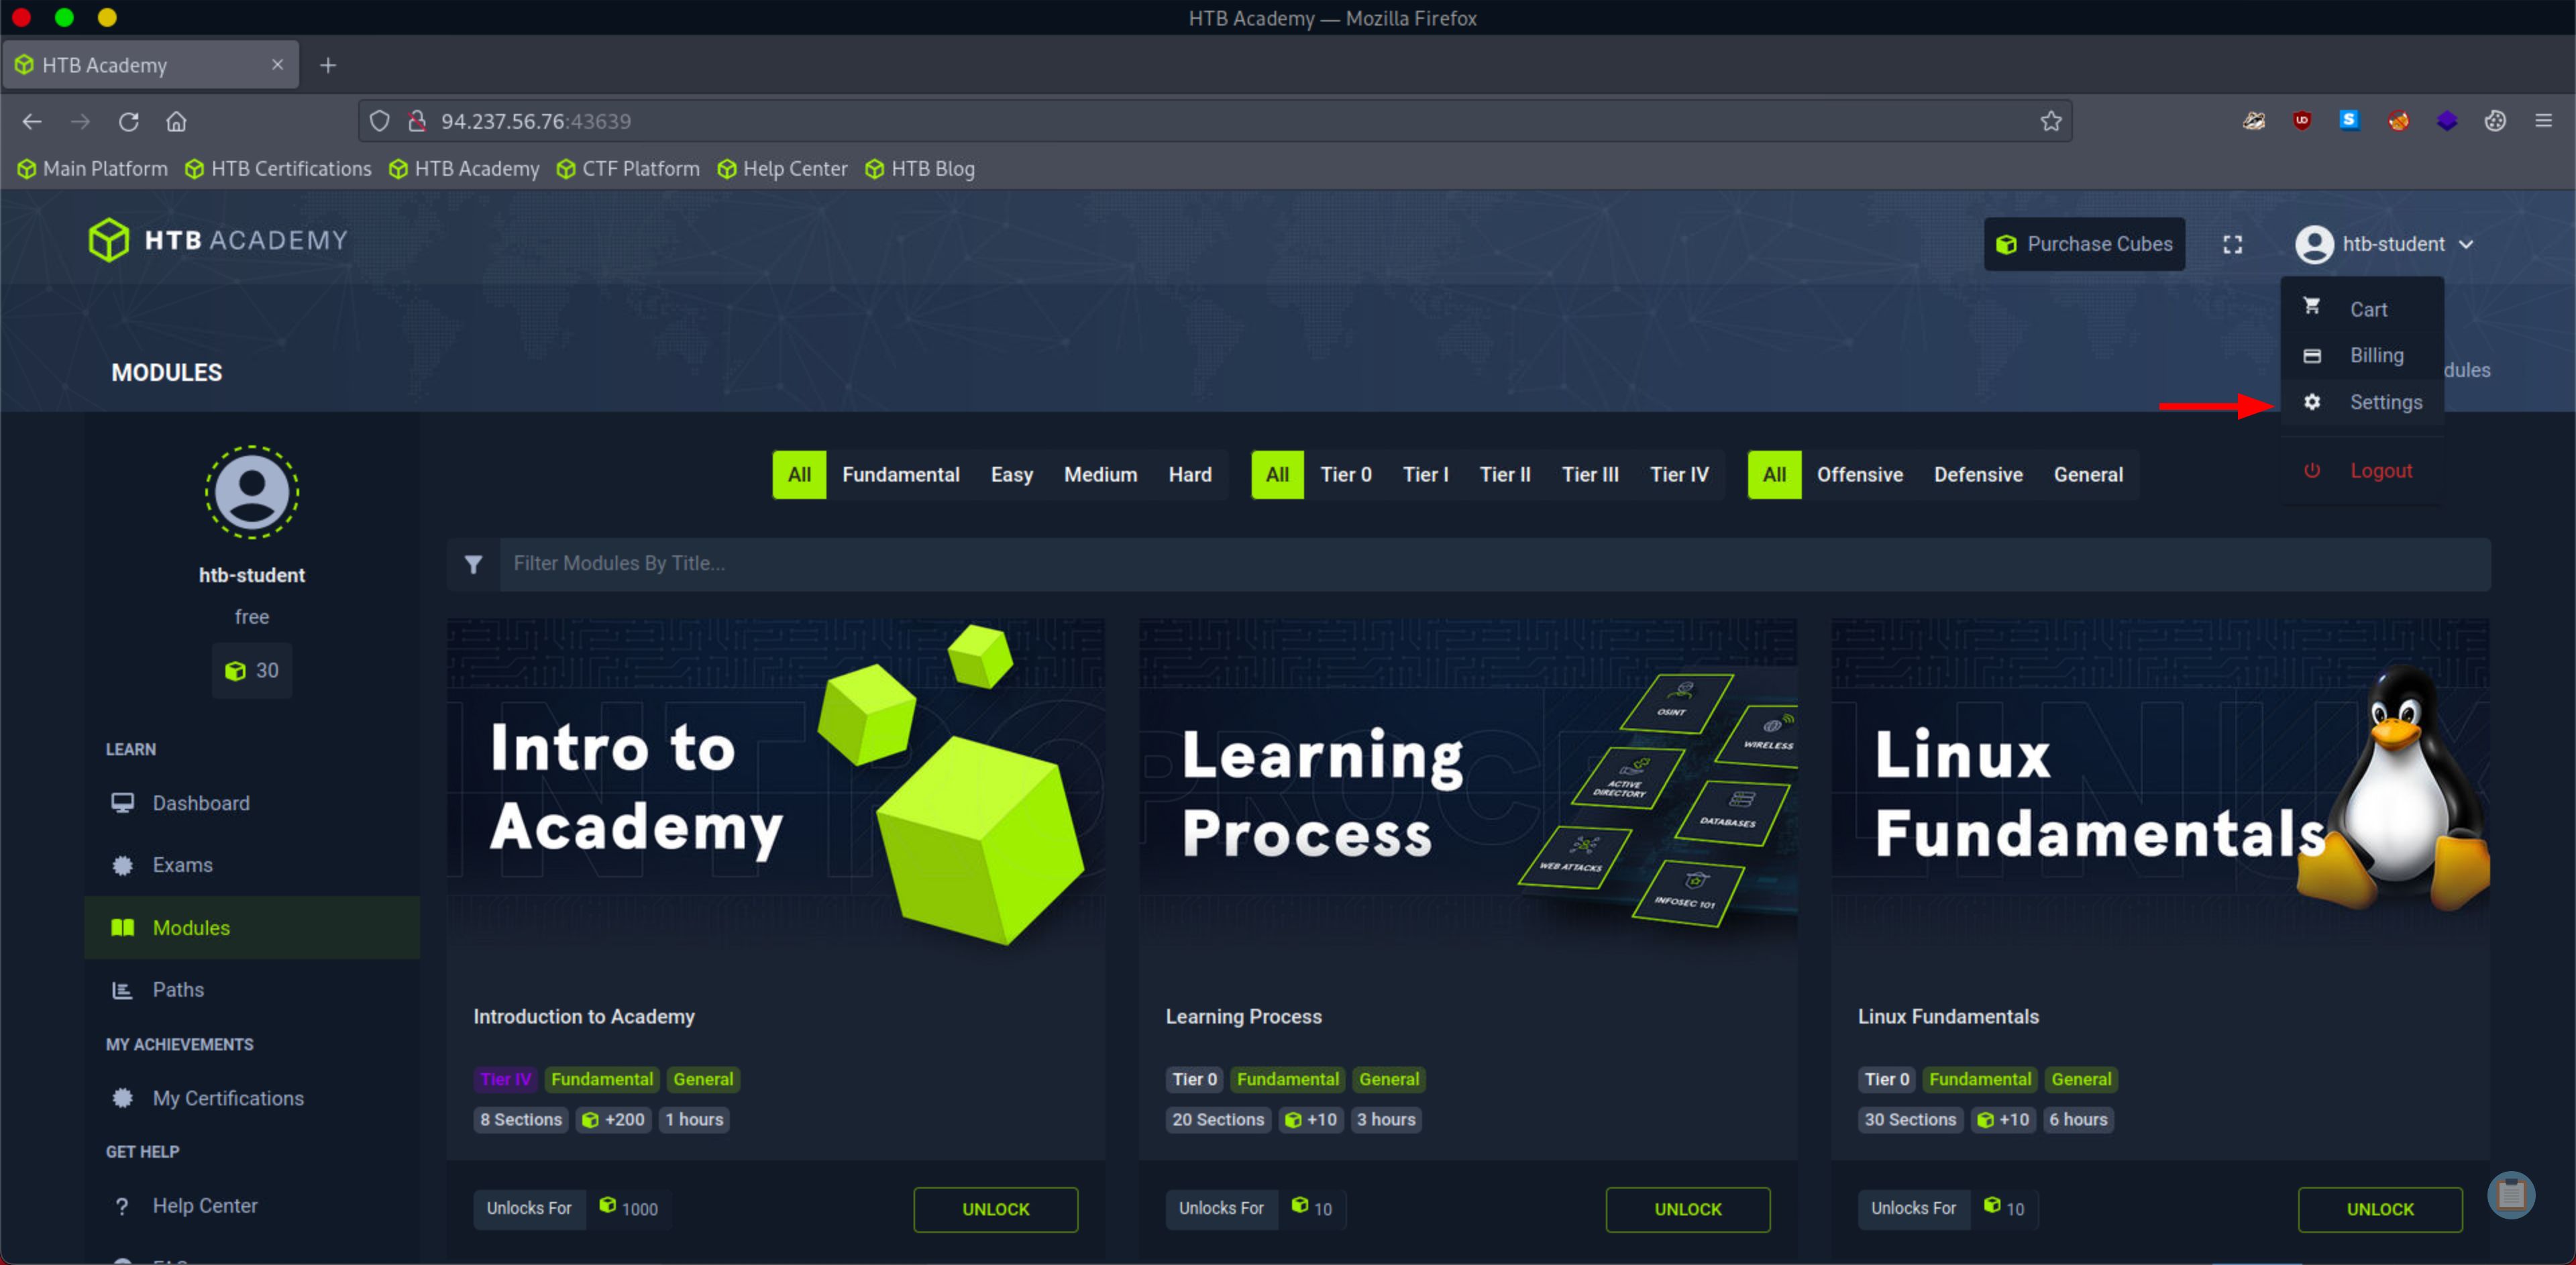 HTB Academy — Mozilla Firefox
HTB Academy
94.237.56.76:43639
Main Platform HTB Certifications HTB Academy CTF Platform Help Center HTB Blog
HTB ACADEMY
Purchase Cubes
htb-student
Cart
Billing
Settings
Logout
MODULES
dules
All Fundamental Easy Medium Hard
All Tier 0 Tier I Tier II Tier III Tier IV
All Offensive Defensive General
Filter Modules By Title...
htb-student
free
30
LEARN
Dashboard
Exams
Modules
Paths
MY ACHIEVEMENTS
My Certifications
GET HELP
Help Center
Intro to
Academy
Introduction to Academy
Tier IV Fundamental General
8 Sections +200 1 hours
Unlocks For 1000 UNLOCK
Learning
Process
OSINT
WIRELESS
ACTIVE
DIRECTORY
DATABASES
WEB ATTACKS
INFOSEC 101
Learning Process
Tier 0 Fundamental General
20 Sections +10 3 hours
Unlocks For 10 UNLOCK
Linux
Fundamentals
Linux Fundamentals
Tier 0 Fundamental General
30 Sections +10 6 hours
Unlocks For 10 UNLOCK